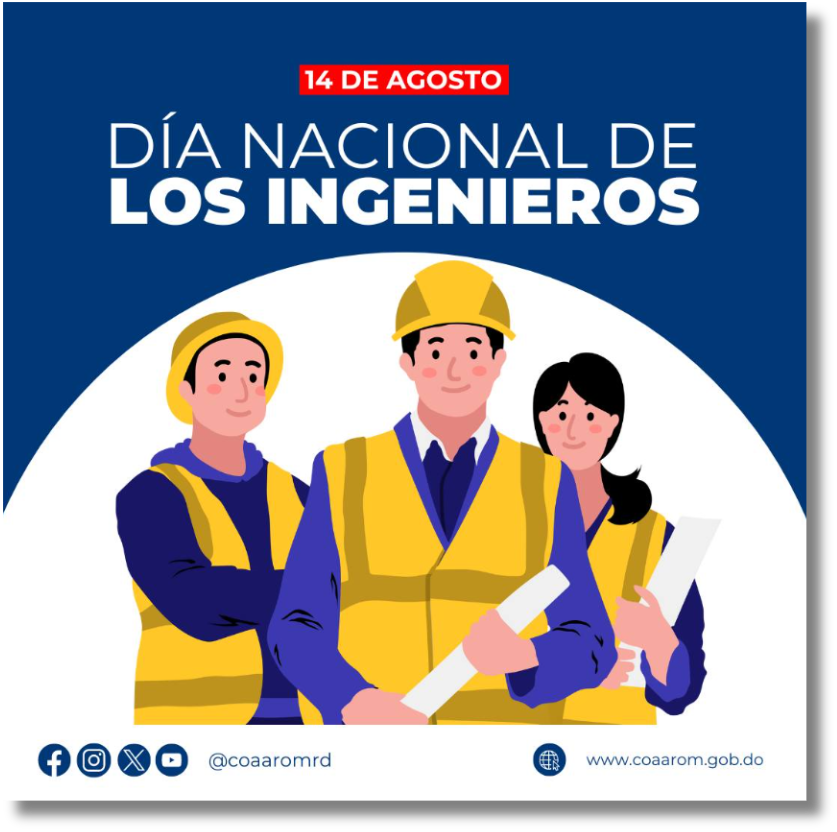 14 DE AGOSTO
DÍA NACIONAL DE
LOS INGENIEROS
@coaaromrd
www.coaarom.gob.do